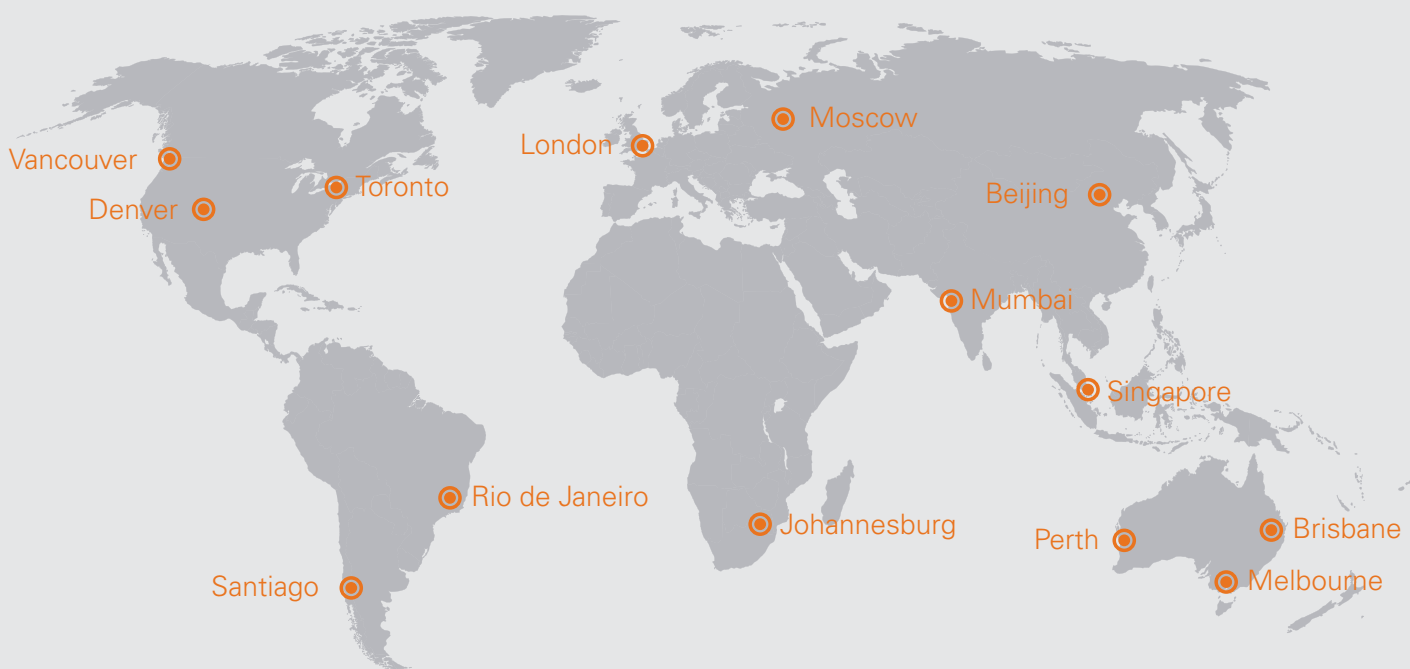 Moscow
London
Vancouver
Toronto
Denver
Beijing
Mumbai
Singapore
Rio de Janeiro
Johannesburg
Brisbane
Perth
Melbourne
Santiago